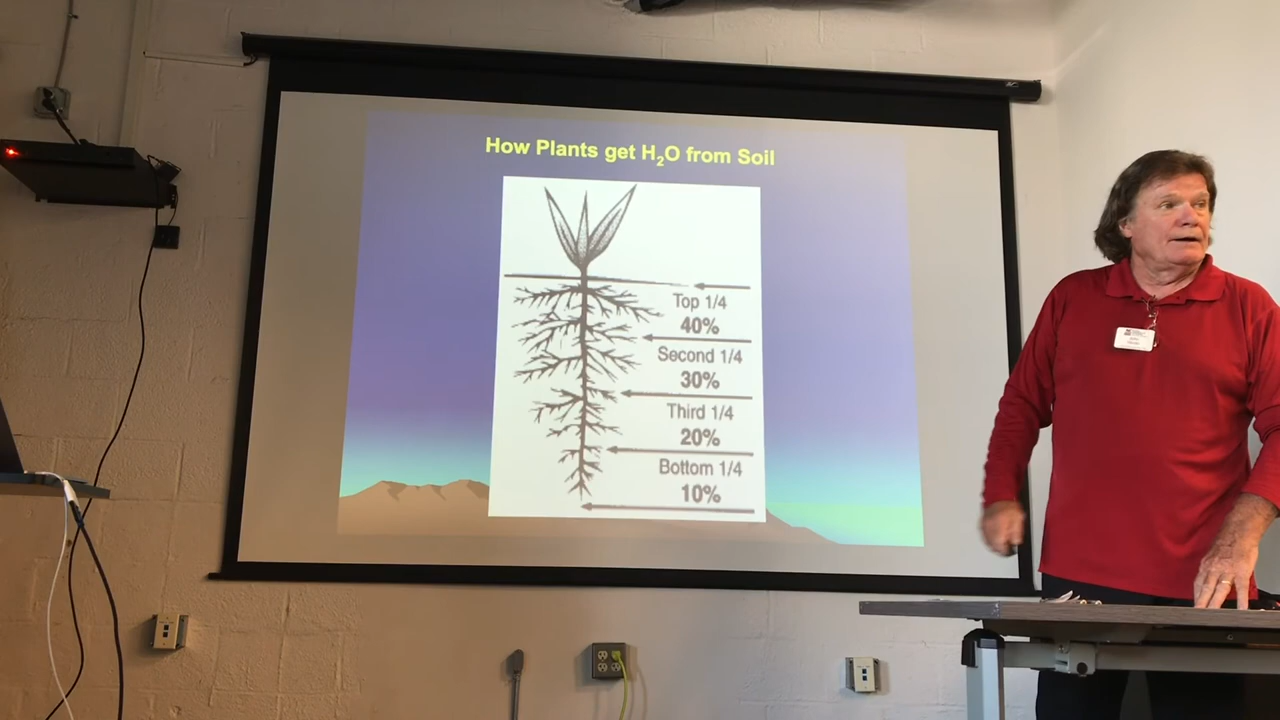 How Plants get H₂O from Soil
Top 1/4
40%
Second 1/4
30%
Third 1/4
20%
Bottom 1/4
10%